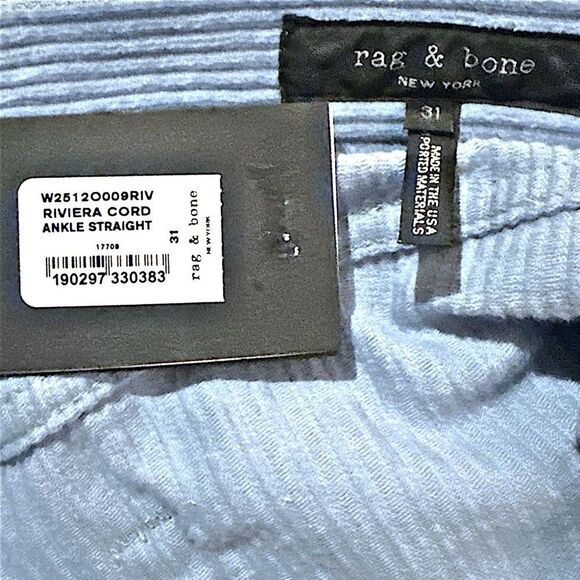 rag & bone
NEW YORK
31
MADE IN THE USA
PORTED MATERIALS
W2512O009RIV
RIVIERA CORD
ANKLE STRAIGHT
17709
190297 330383
31
rag & bone
NEW YORK